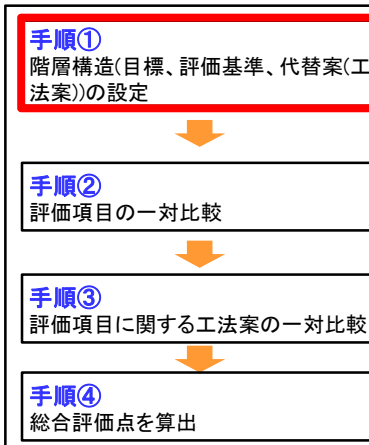 手順①
階層構造(目標、評価基準、代替案(工
法案))の設定
手順②
評価項目の一対比較
手順③
評価項目に関する工法案の一対比較
手順④
総合評価点を算出